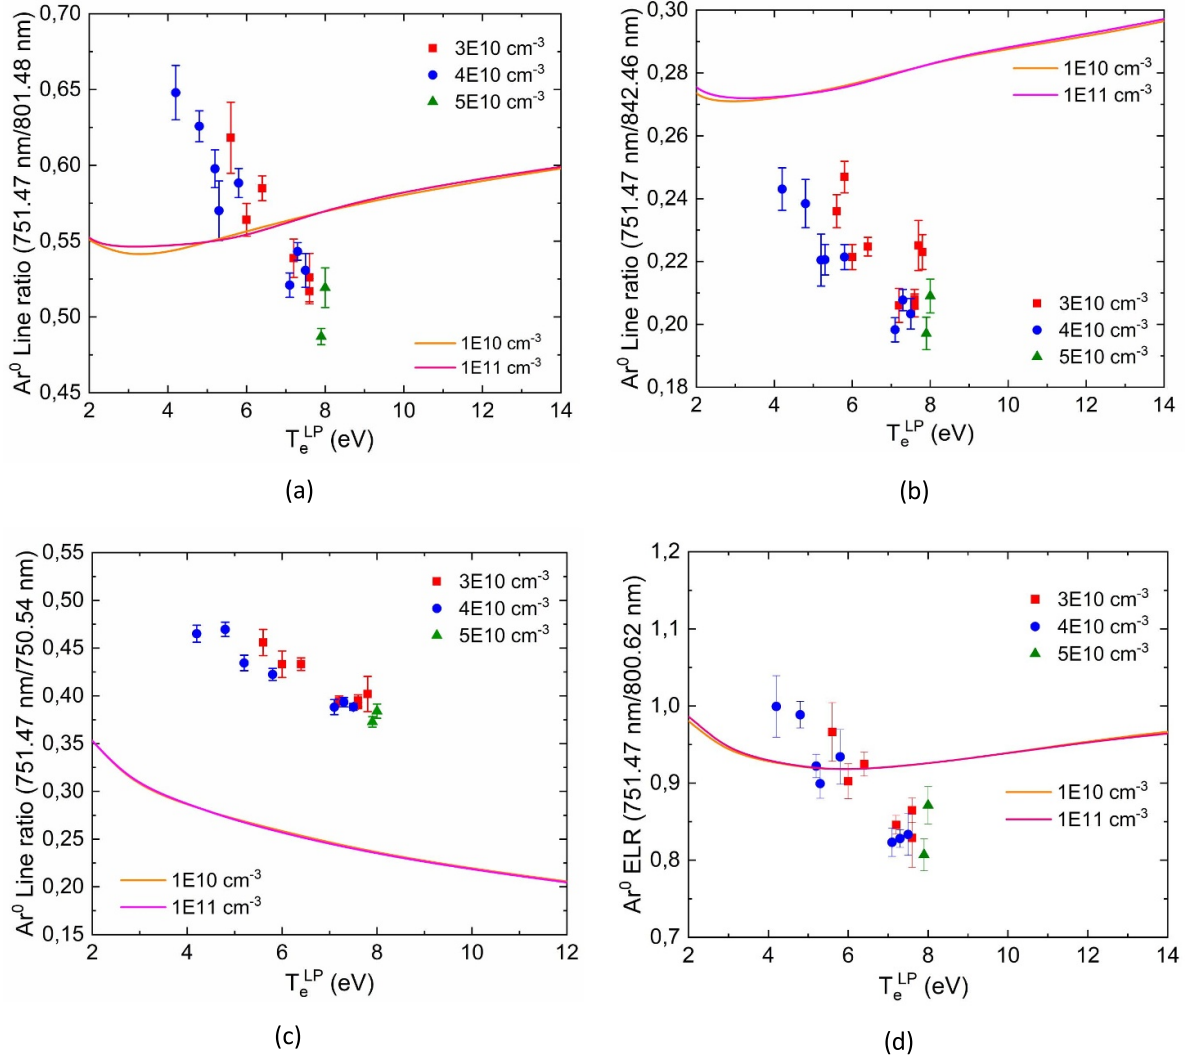 Ar⁰ Line ratio (751.47 nm/801.48 nm)
0,70
0,65
0,60
0,55
0,50
0,45
3E10 cm⁻³
4E10 cm⁻³
5E10 cm⁻³
1E10 cm⁻³
1E11 cm⁻³
2 4 6 8 10 12 14
Tₑᴸᴾ (eV)
(a)
Ar⁰ Line ratio (751.47 nm/842.46 nm)
0,30
0,28
0,26
0,24
0,22
0,20
0,18
1E10 cm⁻³
1E11 cm⁻³
3E10 cm⁻³
4E10 cm⁻³
5E10 cm⁻³
2 4 6 8 10 12 14
Tₑᴸᴾ (eV)
(b)
Ar⁰ Line ratio (751.47 nm/750.54 nm)
0,55
0,50
0,45
0,40
0,35
0,30
0,25
0,20
0,15
3E10 cm⁻³
4E10 cm⁻³
5E10 cm⁻³
1E10 cm⁻³
1E11 cm⁻³
2 4 6 8 10 12
Tₑᴸᴾ (eV)
(c)
Ar⁰ ELR (751.47 nm/800.62 nm)
1,2
1,1
1,0
0,9
0,8
0,7
3E10 cm⁻³
4E10 cm⁻³
5E10 cm⁻³
1E10 cm⁻³
1E11 cm⁻³
2 4 6 8 10 12 14
Tₑᴸᴾ (eV)
(d)